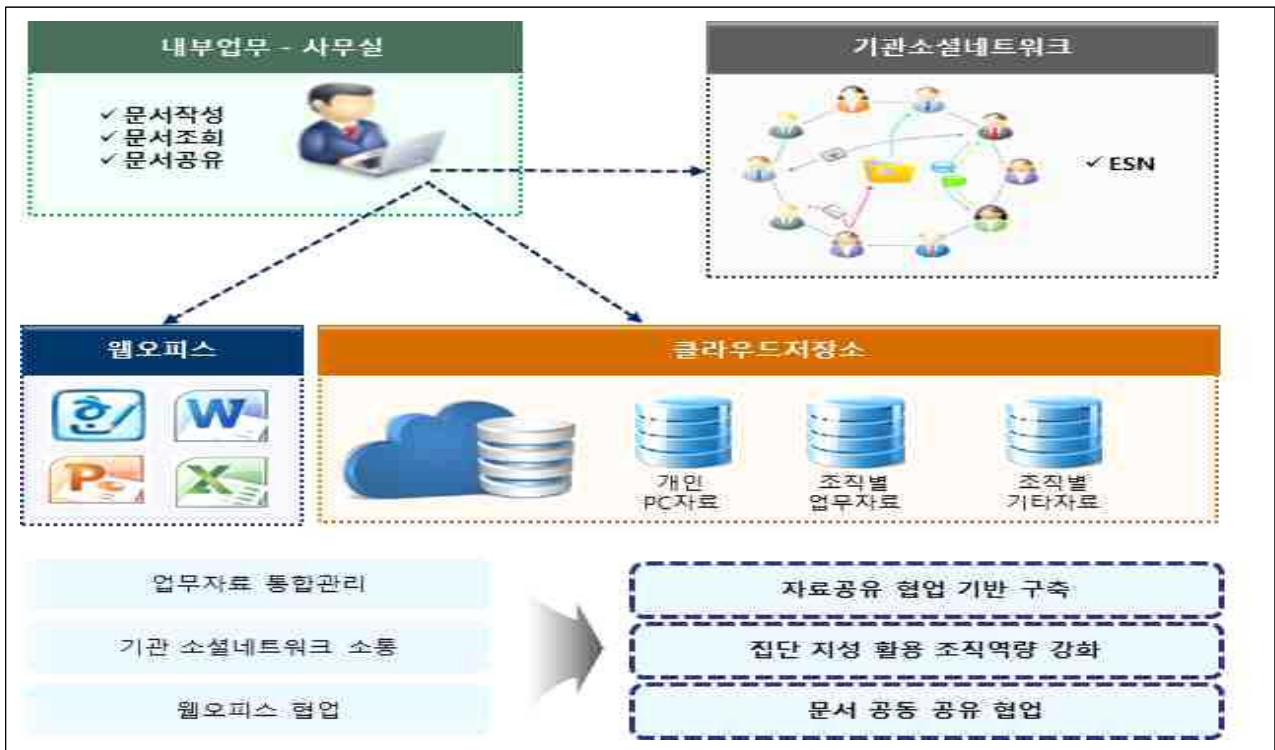 내부업무 - 사무실
✓ 문서작성
✓ 문서조회
✓ 문서공유
기관소셜네트워크
✓ ESN
웹오피스
한
W
P
X
클라우드저장소
개인
PC자료
조직별
업무자료
조직별
기타자료
업무자료 통합관리
기관 소셜네트워크 소통
웹오피스 협업
자료공유 협업 기반 구축
집단 지성 활용 조직역량 강화
문서 공동 공유 협업